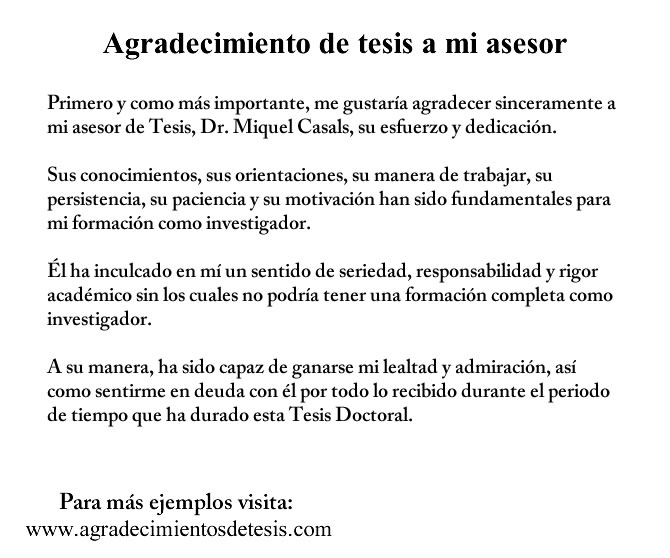 Agradecimiento de tesis a mi asesor
Primero y como más importante, me gustaría agradecer sinceramente a
mi asesor de Tesis, Dr. Miquel Casals, su esfuerzo y dedicación.
Sus conocimientos, sus orientaciones, su manera de trabajar, su
persistencia, su paciencia y su motivación han sido fundamentales para
mi formación como investigador.
Él ha inculcado en mí un sentido de seriedad, responsabilidad y rigor
académico sin los cuales no podría tener una formación completa como
investigador.
A su manera, ha sido capaz de ganarse mi lealtad y admiración, así
como sentirme en deuda con él por todo lo recibido durante el periodo
de tiempo que ha durado esta Tesis Doctoral.
Para más ejemplos visita:
www.agradecimientosdetesis.com